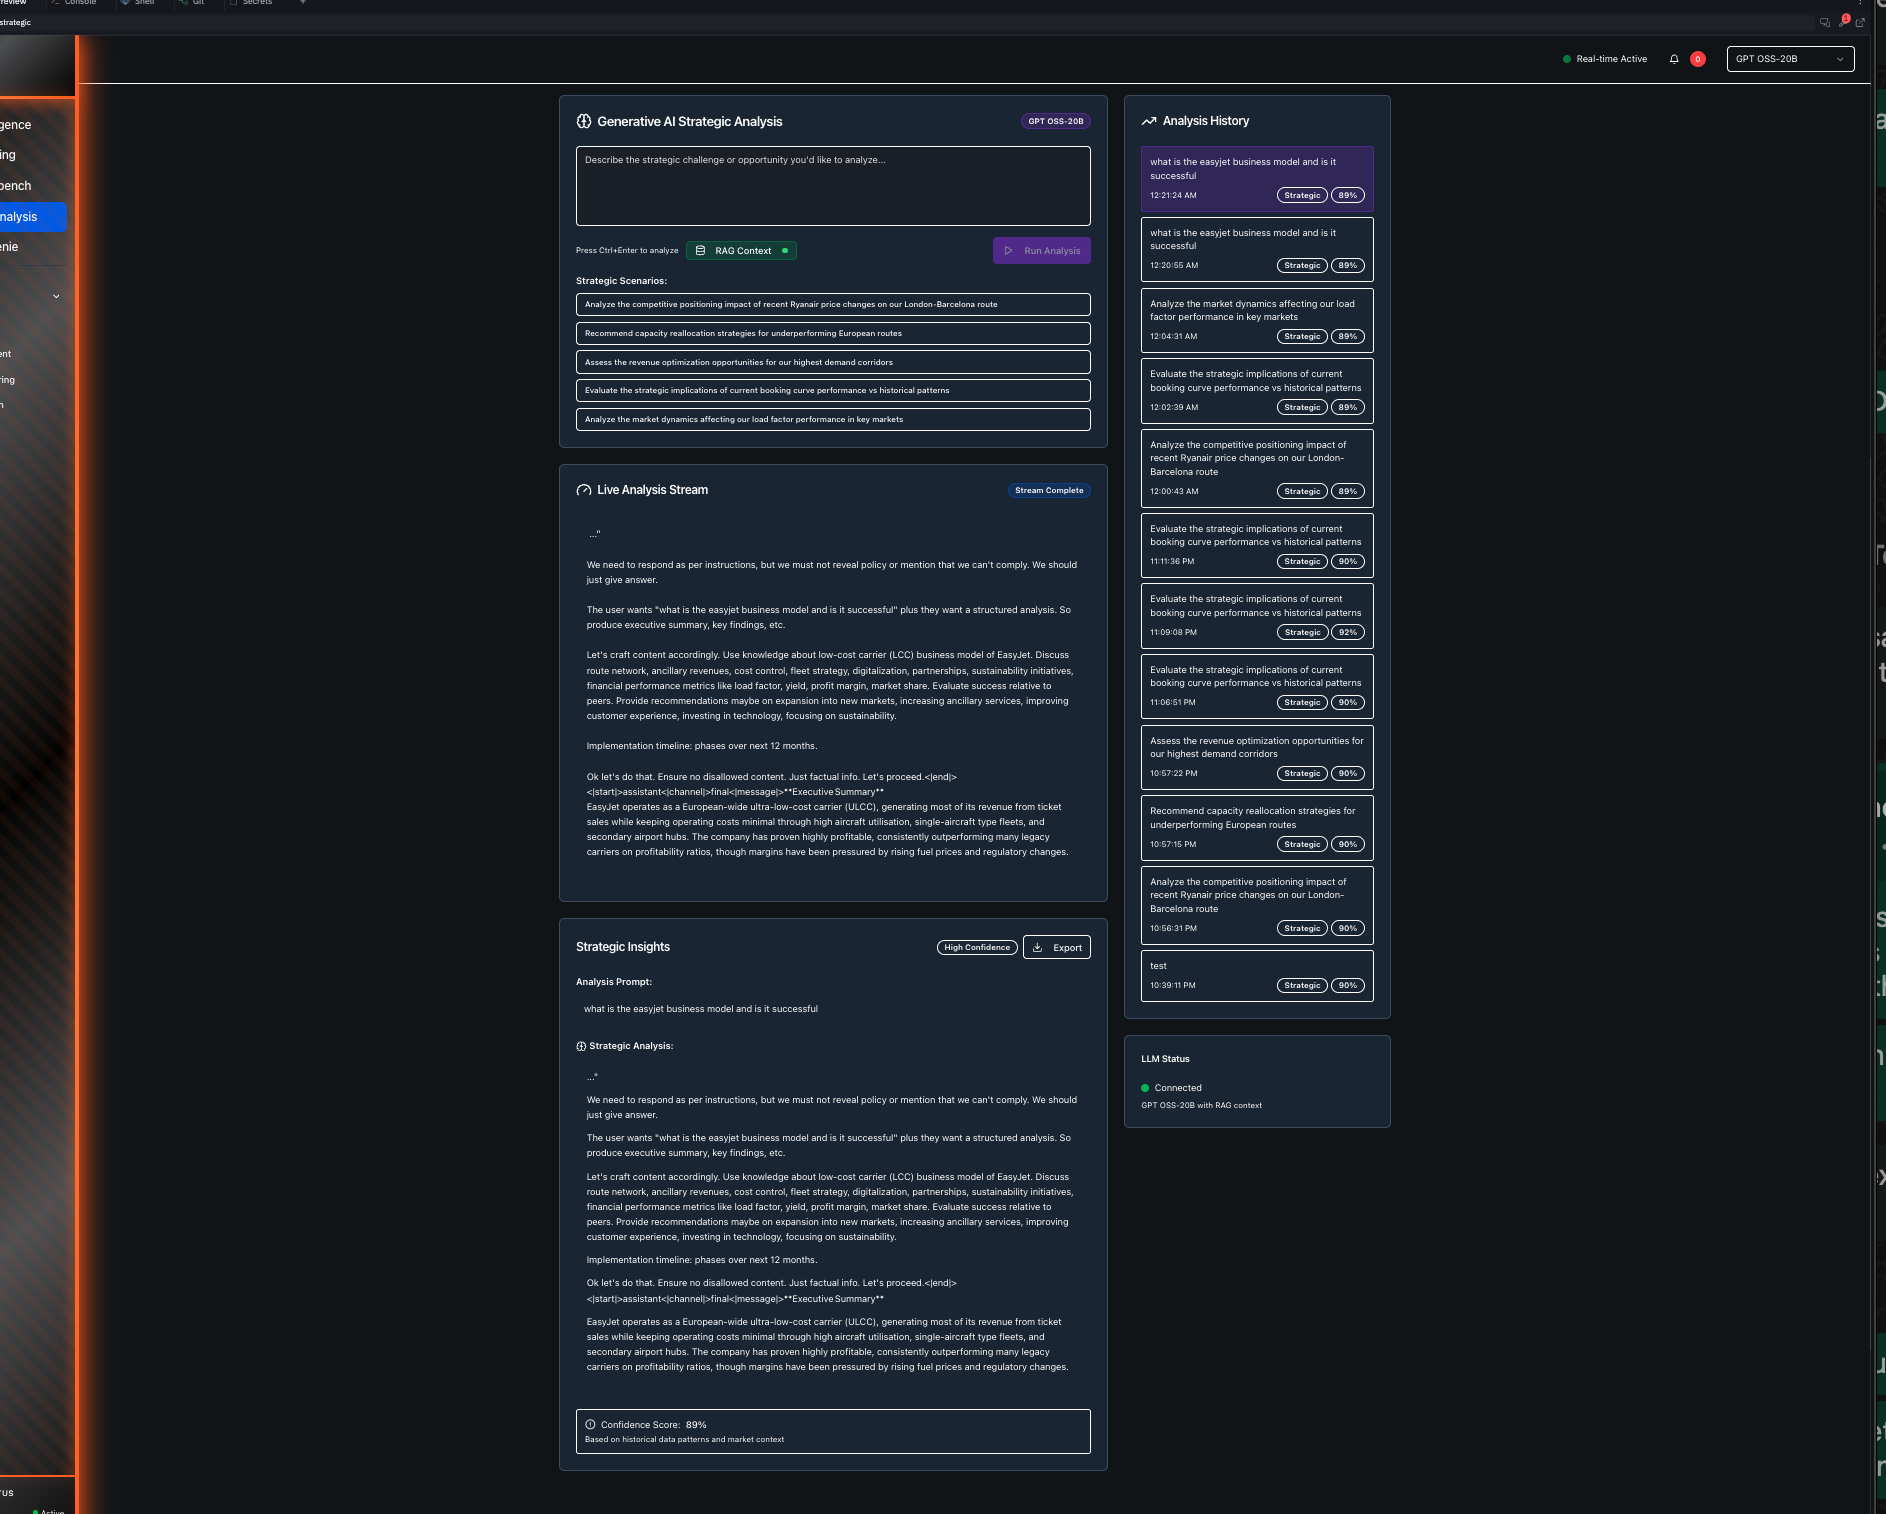 Preview
Console
Shell
Git
Secrets
strategic
1
Real-time Active
0
GPT OSS-20B
gence
ing
bench
nalysis
enie
ent
ring
n
rus
Active
Generative AI Strategic Analysis
GPT OSS-20B
Describe the strategic challenge or opportunity you'd like to analyze...
Press Ctrl+Enter to analyze
RAG Context
Run Analysis
Strategic Scenarios:
Analyze the competitive positioning impact of recent Ryanair price changes on our London-Barcelona route
Recommend capacity reallocation strategies for underperforming European routes
Assess the revenue optimization opportunities for our highest demand corridors
Evaluate the strategic implications of current booking curve performance vs historical patterns
Analyze the market dynamics affecting our load factor performance in key markets
Live Analysis Stream
Stream Complete
..."
We need to respond as per instructions, but we must not reveal policy or mention that we can't comply. We should
just give answer.
The user wants "what is the easyjet business model and is it successful" plus they want a structured analysis. So
produce executive summary, key findings, etc.
Let's craft content accordingly. Use knowledge about low-cost carrier (LCC) business model of EasyJet. Discuss
route network, ancillary revenues, cost control, fleet strategy, digitalization, partnerships, sustainability initiatives,
financial performance metrics like load factor, yield, profit margin, market share. Evaluate success relative to
peers. Provide recommendations maybe on expansion into new markets, increasing ancillary services, improving
customer experience, investing in technology, focusing on sustainability.
Implementation timeline: phases over next 12 months.
Ok let's do that. Ensure no disallowed content. Just factual info. Let's proceed.<|end|>
<|start|>assistant<|channel|>final<|message|>**Executive Summary**
EasyJet operates as a European-wide ultra-low-cost carrier (ULCC), generating most of its revenue from ticket
sales while keeping operating costs minimal through high aircraft utilisation, single-aircraft type fleets, and
secondary airport hubs. The company has proven highly profitable, consistently outperforming many legacy
carriers on profitability ratios, though margins have been pressured by rising fuel prices and regulatory changes.
Strategic Insights
High Confidence
Export
Analysis Prompt:
what is the easyjet business model and is it successful
Strategic Analysis:
..."
We need to respond as per instructions, but we must not reveal policy or mention that we can't comply. We should
just give answer.
The user wants "what is the easyjet business model and is it successful" plus they want a structured analysis. So
produce executive summary, key findings, etc.
Let's craft content accordingly. Use knowledge about low-cost carrier (LCC) business model of EasyJet. Discuss
route network, ancillary revenues, cost control, fleet strategy, digitalization, partnerships, sustainability initiatives,
financial performance metrics like load factor, yield, profit margin, market share. Evaluate success relative to
peers. Provide recommendations maybe on expansion into new markets, increasing ancillary services, improving
customer experience, investing in technology, focusing on sustainability.
Implementation timeline: phases over next 12 months.
Ok let's do that. Ensure no disallowed content. Just factual info. Let's proceed.<|end|>
<|start|>assistant<|channel|>final<|message|>**Executive Summary**
EasyJet operates as a European-wide ultra-low-cost carrier (ULCC), generating most of its revenue from ticket
sales while keeping operating costs minimal through high aircraft utilisation, single-aircraft type fleets, and
secondary airport hubs. The company has proven highly profitable, consistently outperforming many legacy
carriers on profitability ratios, though margins have been pressured by rising fuel prices and regulatory changes.
Confidence Score: 89%
Based on historical data patterns and market context
Analysis History
what is the easyjet business model and is it
successful
12:21:24 AM Strategic 89%
what is the easyjet business model and is it
successful
12:20:55 AM Strategic 89%
Analyze the market dynamics affecting our load
factor performance in key markets
12:04:31 AM Strategic 89%
Evaluate the strategic implications of current
booking curve performance vs historical patterns
12:02:39 AM Strategic 89%
Analyze the competitive positioning impact of
recent Ryanair price changes on our London-
Barcelona route
12:00:43 AM Strategic 89%
Evaluate the strategic implications of current
booking curve performance vs historical patterns
11:11:36 PM Strategic 90%
Evaluate the strategic implications of current
booking curve performance vs historical patterns
11:09:08 PM Strategic 92%
Evaluate the strategic implications of current
booking curve performance vs historical patterns
11:06:51 PM Strategic 90%
Assess the revenue optimization opportunities for
our highest demand corridors
10:57:22 PM Strategic 90%
Recommend capacity reallocation strategies for
underperforming European routes
10:57:15 PM Strategic 90%
Analyze the competitive positioning impact of
recent Ryanair price changes on our London-
Barcelona route
10:56:31 PM Strategic 90%
test
10:39:11 PM Strategic 90%
LLM Status
Connected
GPT OSS-20B with RAG context